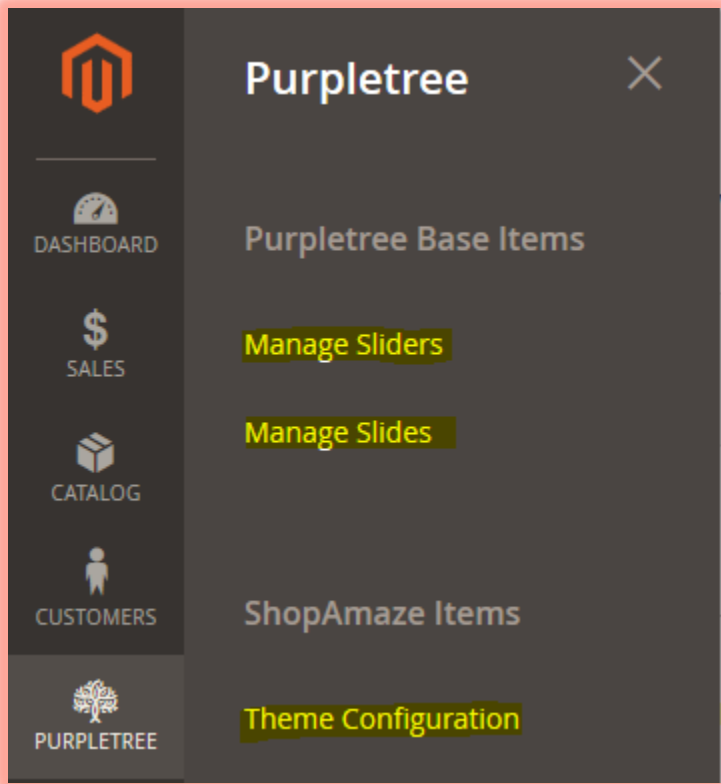 DASHBOARD
$
SALES
CATALOG
CUSTOMERS
PURPLETREE
Purpletree
Purpletree Base Items
Manage Sliders
Manage Slides
ShopAmaze Items
Theme Configuration